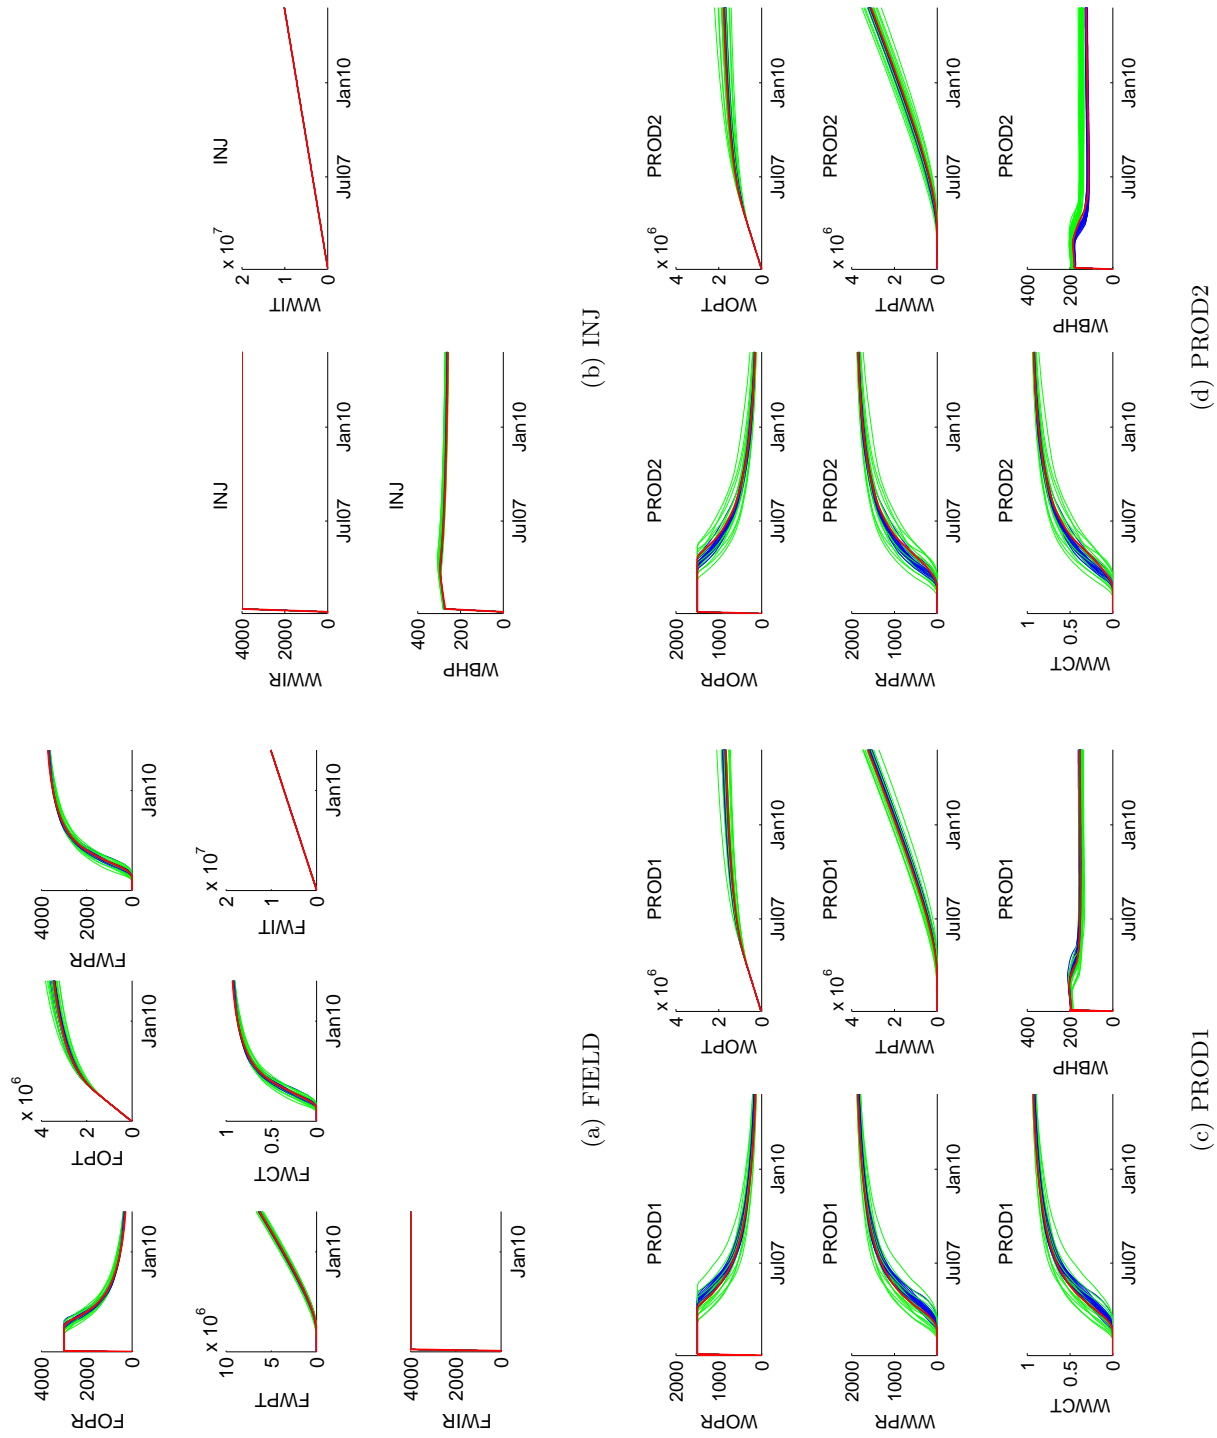 4000
2000
0
FOPR
Jan10
x 10^6
4
2
0
FOPT
Jan10
4000
2000
0
FWPR
Jan10
x 10^6
10
5
0
FWPT
Jan10
1
0.5
0
FWCT
Jan10
x 10^7
2
1
0
FWIT
Jan10
4000
2000
0
FWIR
Jan10
(a) FIELD
INJ
4000
2000
0
WWIR
Jul07
Jan10
INJ
x 10^7
2
1
0
WWIT
Jul07
Jan10
INJ
400
200
0
WBHP
Jul07
Jan10
(b) INJ
PROD1
2000
1000
0
WOPR
Jul07
Jan10
PROD1
x 10^6
4
2
0
WOPT
Jul07
Jan10
PROD1
2000
1000
0
WWPR
Jul07
Jan10
PROD1
x 10^6
4
2
0
WWPT
Jul07
Jan10
PROD1
1
0.5
0
WWCT
Jul07
Jan10
PROD1
400
200
0
WBHP
Jul07
Jan10
(c) PROD1
PROD2
2000
1000
0
WOPR
Jul07
Jan10
PROD2
x 10^6
4
2
0
WOPT
Jul07
Jan10
PROD2
2000
1000
0
WWPR
Jul07
Jan10
PROD2
x 10^6
4
2
0
WWPT
Jul07
Jan10
PROD2
1
0.5
0
WWCT
Jul07
Jan10
PROD2
400
200
0
WBHP
Jul07
Jan10
(d) PROD2